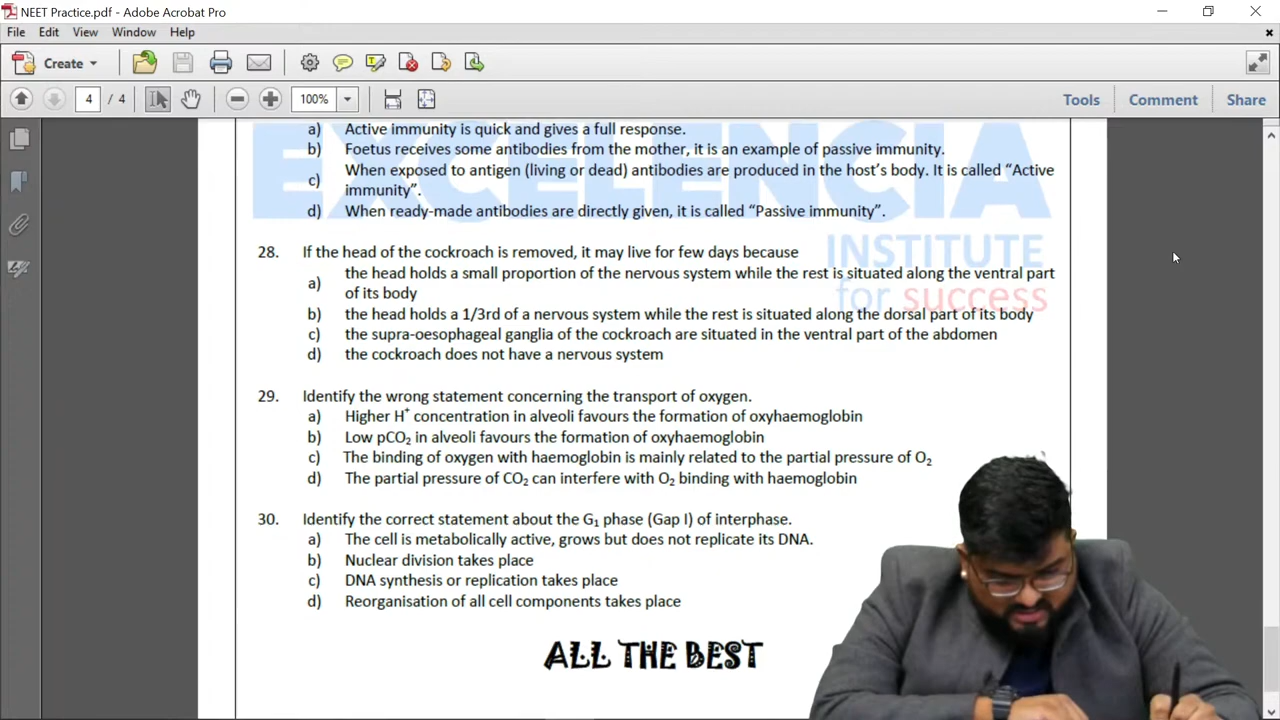 NEET Practice.pdf - Adobe Acrobat Pro
File Edit View Window Help
Create
4 / 4 100% Tools Comment Share
a) Active immunity is quick and gives a full response.
b) Foetus receives some antibodies from the mother, it is an example of passive immunity.
c) When exposed to antigen (living or dead) antibodies are produced in the host’s body. It is called “Active
immunity”.
d) When ready-made antibodies are directly given, it is called “Passive immunity”.
EXCELENCIA
INSTITUTE
for success
28. If the head of the cockroach is removed, it may live for few days because
a) the head holds a small proportion of the nervous system while the rest is situated along the ventral part
of its body
b) the head holds a 1/3rd of a nervous system while the rest is situated along the dorsal part of its body
c) the supra-oesophageal ganglia of the cockroach are situated in the ventral part of the abdomen
d) the cockroach does not have a nervous system
29. Identify the wrong statement concerning the transport of oxygen.
a) Higher H⁺ concentration in alveoli favours the formation of oxyhaemoglobin
b) Low pCO₂ in alveoli favours the formation of oxyhaemoglobin
c) The binding of oxygen with haemoglobin is mainly related to the partial pressure of O₂
d) The partial pressure of CO₂ can interfere with O₂ binding with haemoglobin
30. Identify the correct statement about the G₁ phase (Gap I) of interphase.
a) The cell is metabolically active, grows but does not replicate its DNA.
b) Nuclear division takes place
c) DNA synthesis or replication takes place
d) Reorganisation of all cell components takes place
ALL THE BEST